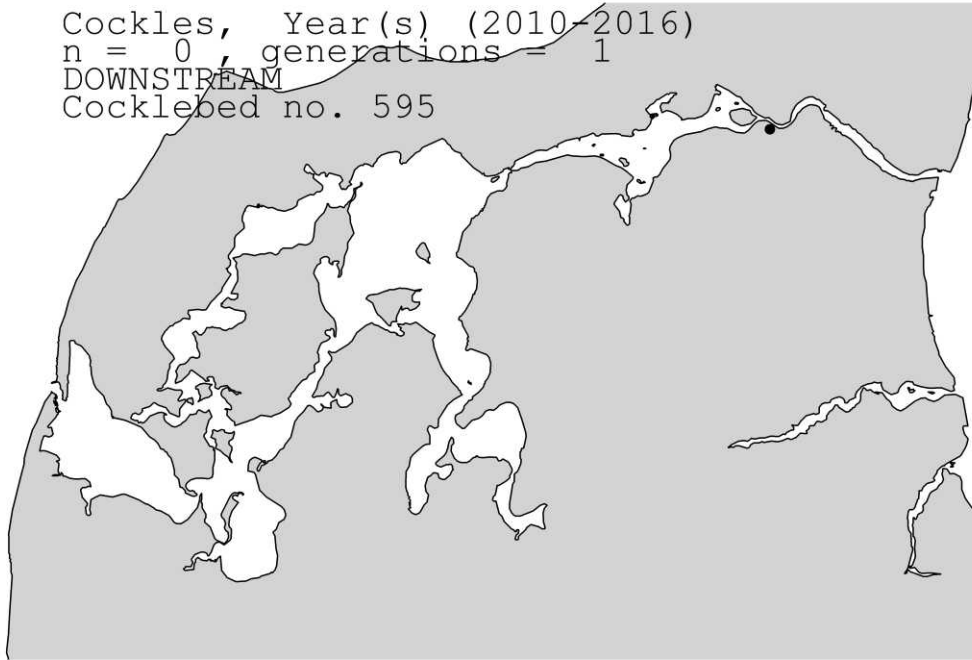 Cockles, Year(s) (2010-2016)
n = 0 , generations = 1
DOWNSTREAM
Cocklebed no. 595